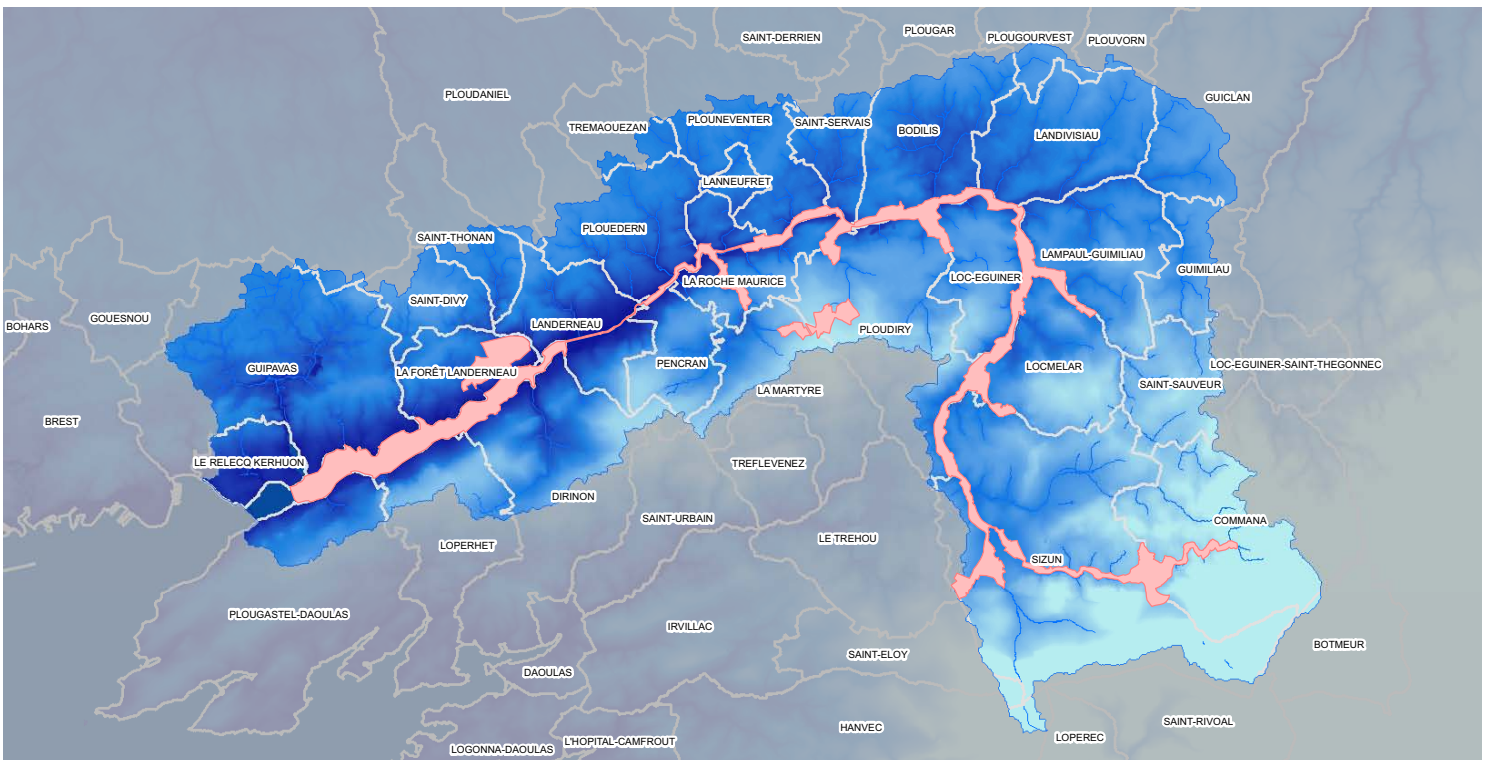 PLOUGAR
SAINT-DERRIEN
PLOUGOURVEST
PLOUVORN
PLOUDANIEL
GUICLAN
PLOUNEVENTER
SAINT-SERVAIS
TREMAOUEZAN
BODILIS
LANDIVISIAU
LANNEUFRET
PLOUEDERN
SAINT-THONAN
LAMPAUL-GUIMILIAU
GUIMILIAU
LOC-EGUINER
LA ROCHE MAURICE
SAINT-DIVY
GOUESNOU
BOHARS
LANDERNEAU
PLOUDIRY
PENCRAN
LOCMELAR
LOC-EGUINER-SAINT-THEGONNEC
GUIPAVAS
LA FORÊT LANDERNEAU
SAINT-SAUVEUR
LA MARTYRE
BREST
LE RELECQ KERHUON
TREFLEVENEZ
DIRINON
SAINT-URBAIN
COMMANA
LE TREHOU
LOPERHET
SIZUN
PLOUGASTEL-DAOULAS
IRVILLAC
BOTMEUR
SAINT-ELOY
DAOULAS
SAINT-RIVOAL
HANVEC
LOPEREC
L'HOPITAL-CAMFROUT
LOGONNA-DAOULAS